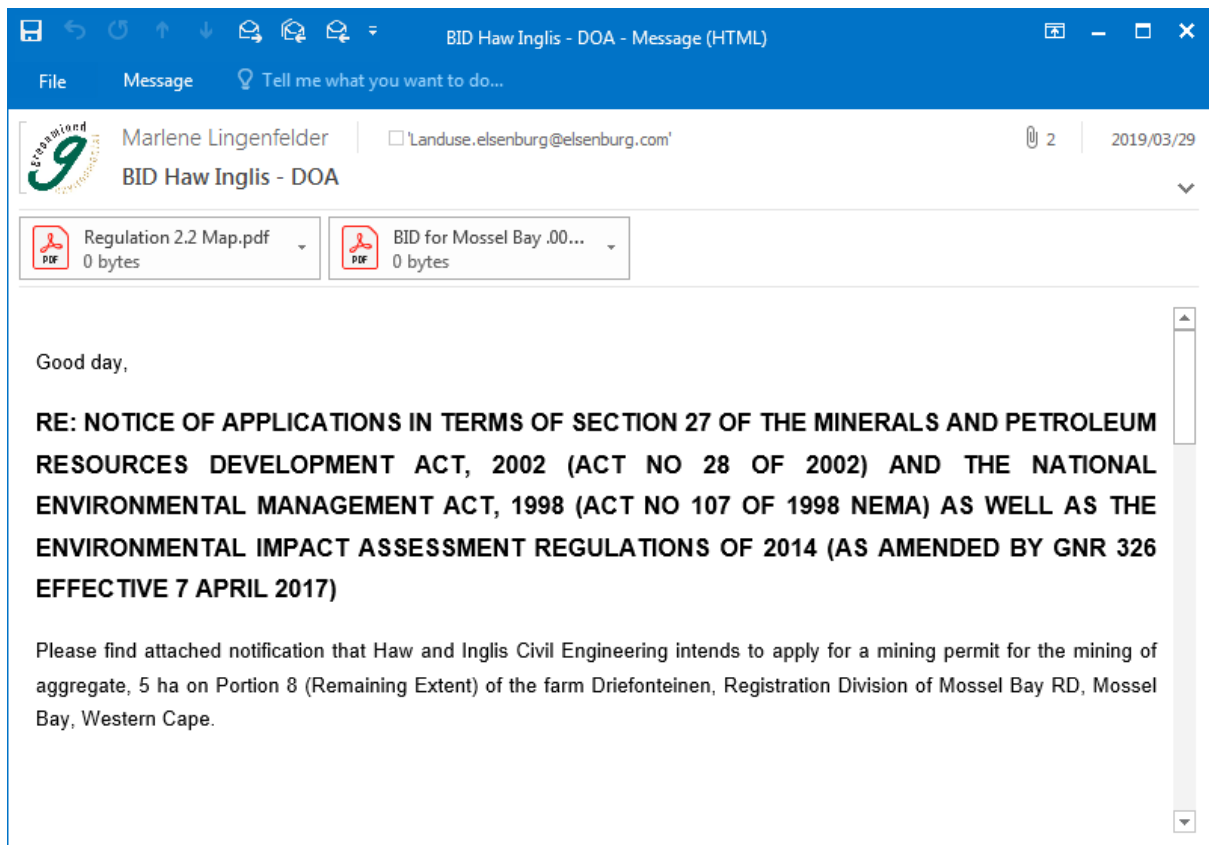 BID Haw Inglis - DOA - Message (HTML)
File Message Tell me what you want to do...
Marlene Lingenfelder 'Landuse.elsenburg@elsenburg.com' 2 2019/03/29
BID Haw Inglis - DOA
Regulation 2.2 Map.pdf
0 bytes
BID for Mossel Bay .00...
0 bytes
PDF
PDF
Good day,
RE: NOTICE OF APPLICATIONS IN TERMS OF SECTION 27 OF THE MINERALS AND PETROLEUM
RESOURCES DEVELOPMENT ACT, 2002 (ACT NO 28 OF 2002) AND THE NATIONAL
ENVIRONMENTAL MANAGEMENT ACT, 1998 (ACT NO 107 OF 1998 NEMA) AS WELL AS THE
ENVIRONMENTAL IMPACT ASSESSMENT REGULATIONS OF 2014 (AS AMENDED BY GNR 326
EFFECTIVE 7 APRIL 2017)
Please find attached notification that Haw and Inglis Civil Engineering intends to apply for a mining permit for the mining of
aggregate, 5 ha on Portion 8 (Remaining Extent) of the farm Driefonteinen, Registration Division of Mossel Bay RD, Mossel
Bay, Western Cape.